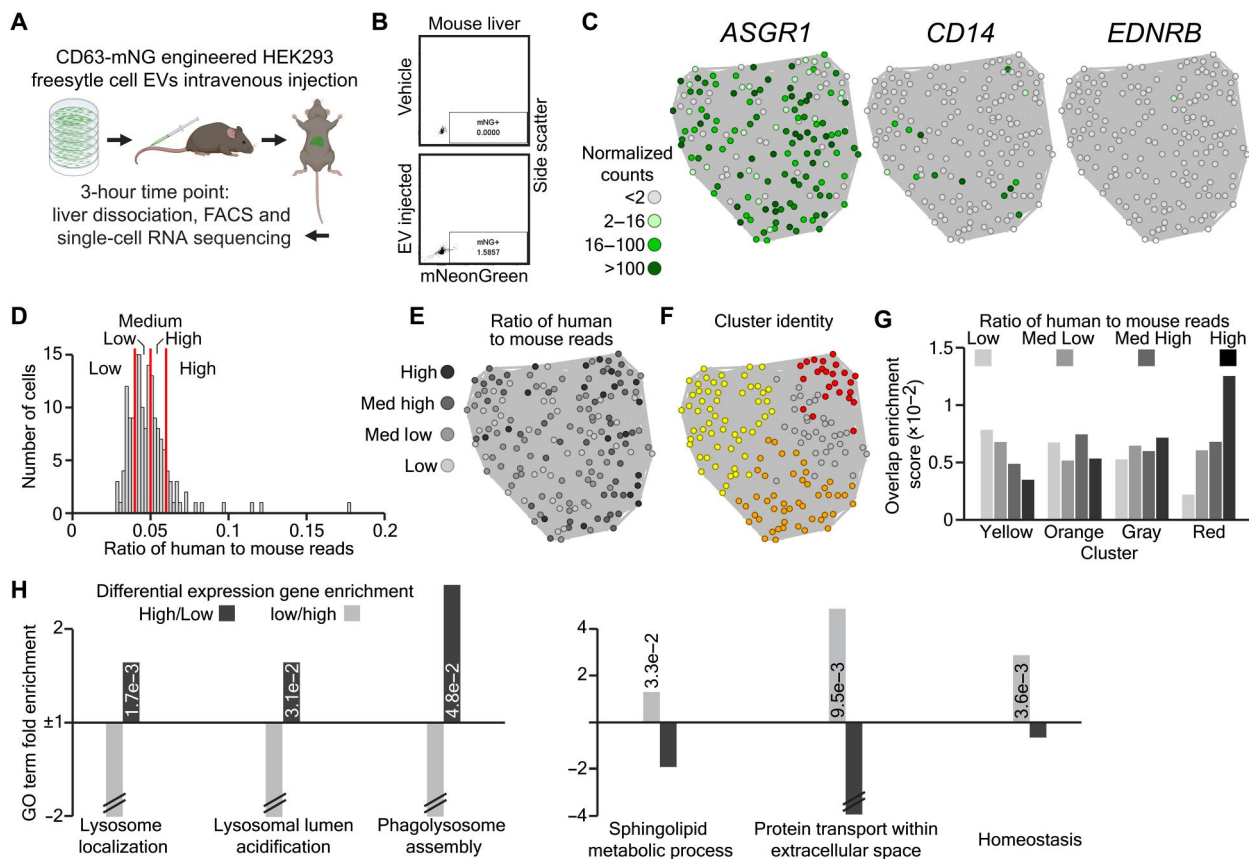 A
CD63-mNG engineered HEK293
freesytle cell EVs intravenous injection
3-hour time point:
liver dissociation, FACS and
single-cell RNA sequencing
B
Mouse liver
Vehicle
mNG+
0.0000
EV injected
mNG+
1.5857
Side scatter
mNeonGreen
C
ASGR1
CD14
EDNRB
Normalized
counts
<2
2–16
16–100
>100
D
Medium
Low
High
Low
High
Number of cells
15
10
5
0
0
0.05
0.1
0.15
0.2
Ratio of human to mouse reads
E
Ratio of human
to mouse reads
High
Med high
Med low
Low
F
Cluster identity
G
Ratio of human to mouse reads
Low
Med Low
Med High
High
Overlap enrichment
score (×10−2)
1.5
1
0.5
0
Yellow
Orange
Gray
Red
Cluster
H
Differential expression gene enrichment
High/Low
low/high
GO term fold enrichment
2
±1
−2
1.7e−3
3.1e−2
4.8e−2
Lysosome
localization
Lysosomal lumen
acidification
Phagolysosome
assembly
4
2
−2
−4
3.3e−2
9.5e−3
3.6e−3
Sphingolipid
metabolic process
Protein transport within
extracellular space
Homeostasis